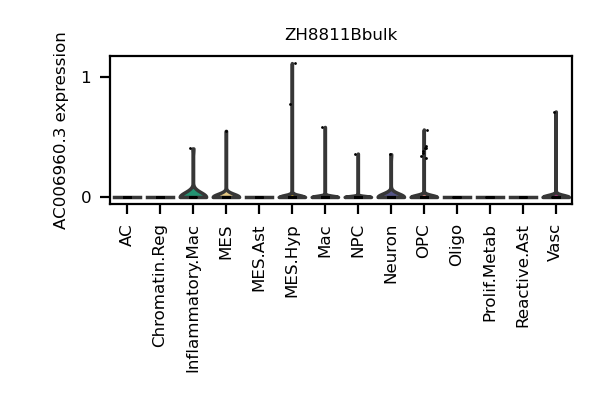 ZH8811Bbulk
AC006960.3 expression
1
0
AC
Chromatin.Reg
Inflammatory.Mac
MES
MES.Ast
MES.Hyp
Mac
NPC
Neuron
OPC
Oligo
Prolif.Metab
Reactive.Ast
Vasc